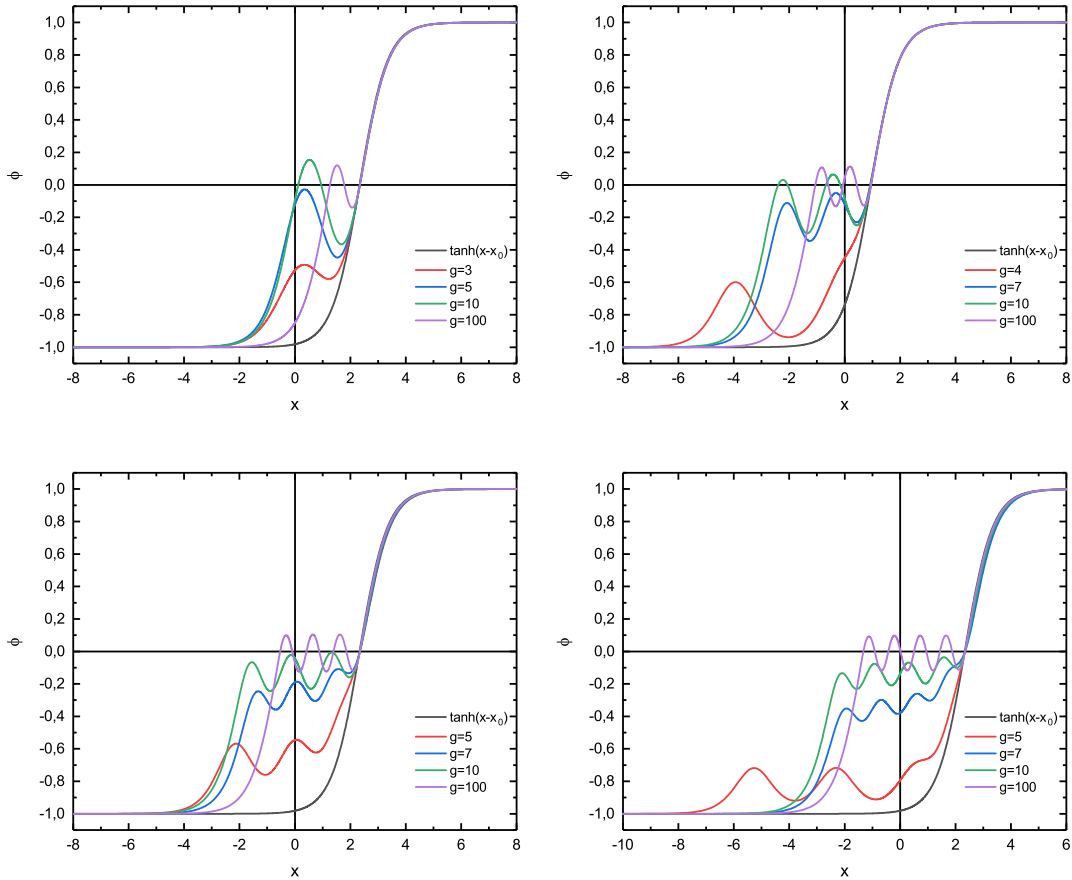 1,0
0,8
0,6
0,4
0,2
0,0
-0,2
-0,4
-0,6
-0,8
-1,0
ϕ
-8 -6 -4 -2 0 2 4 6 8
x
tanh(x-x0)
g=3
g=5
g=10
g=100
1,0
0,8
0,6
0,4
0,2
0,0
-0,2
-0,4
-0,6
-0,8
-1,0
ϕ
-8 -6 -4 -2 0 2 4 6 8
x
tanh(x-x0)
g=4
g=7
g=10
g=100
1,0
0,8
0,6
0,4
0,2
0,0
-0,2
-0,4
-0,6
-0,8
-1,0
ϕ
-8 -6 -4 -2 0 2 4 6 8
x
tanh(x-x0)
g=5
g=7
g=10
g=100
1,0
0,8
0,6
0,4
0,2
0,0
-0,2
-0,4
-0,6
-0,8
-1,0
ϕ
-10 -8 -6 -4 -2 0 2 4 6
x
tanh(x-x0)
g=5
g=7
g=10
g=100